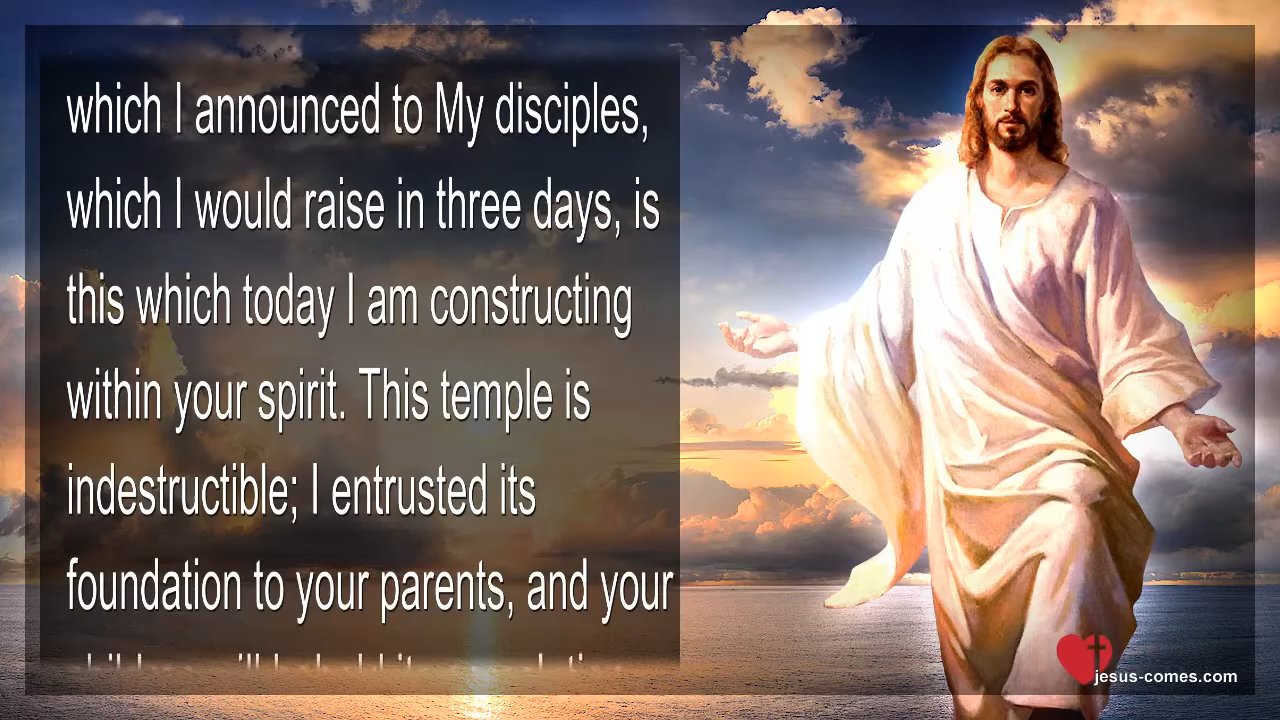 which I announced to My disciples,
which I would raise in three days, is
this which today I am constructing
within your spirit. This temple is
indestructible; I entrusted its
foundation to your parents, and your
jesus-comes.com